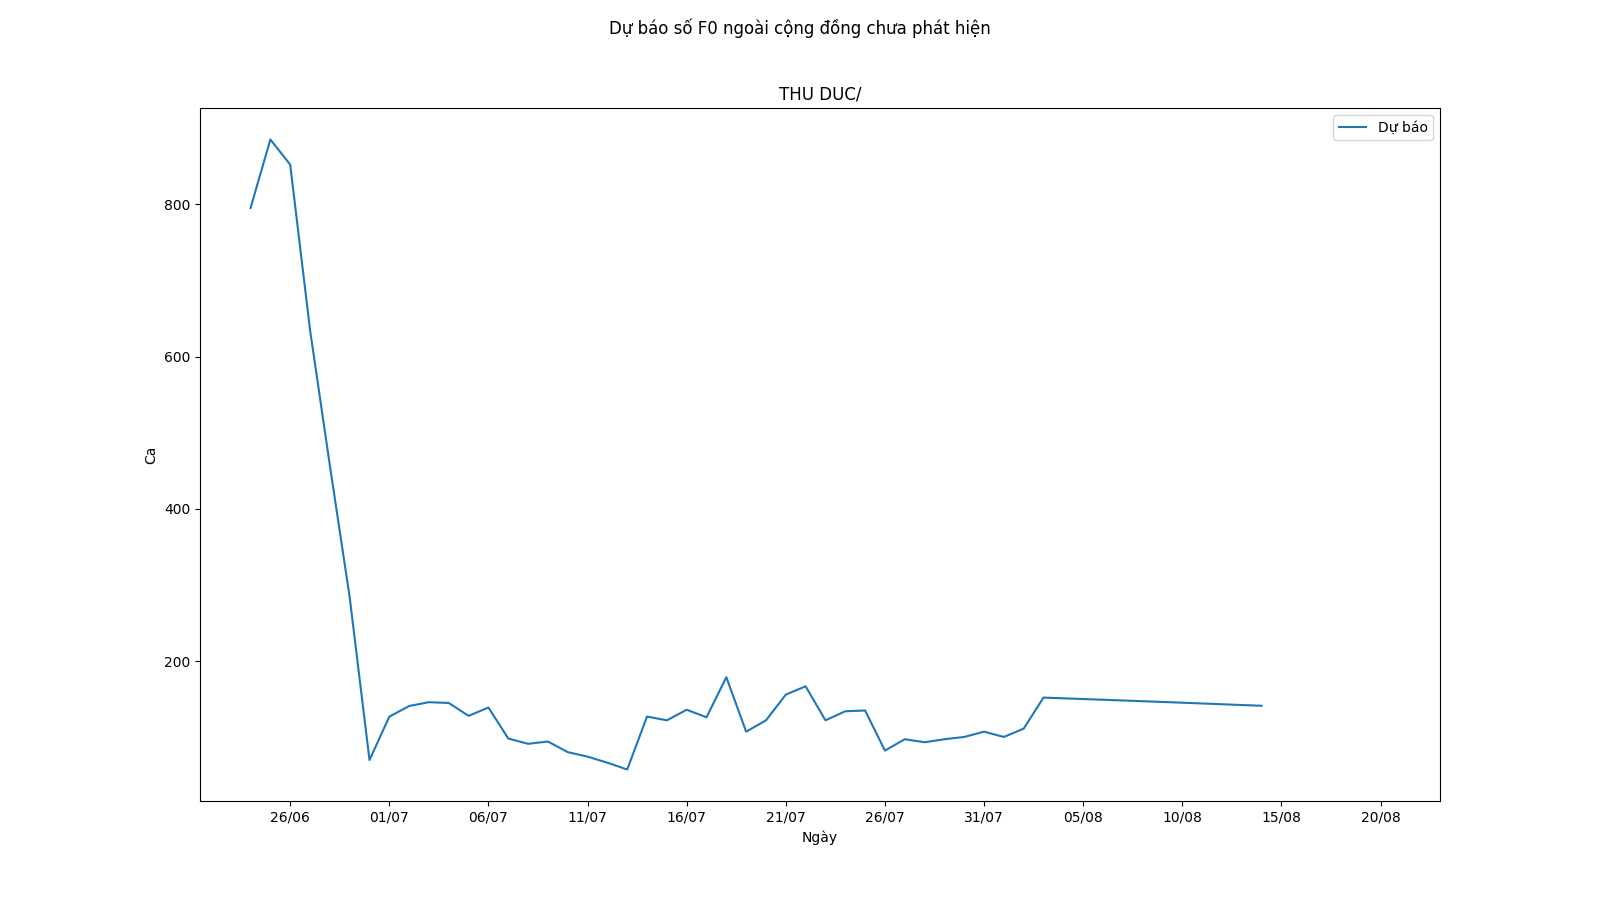 Dự báo số F0 ngoài cộng đồng chưa phát hiện
THU DUC/
Dự báo
800
600
400
200
Ca
26/06 01/07 06/07 11/07 16/07 21/07 26/07 31/07 05/08 10/08 15/08 20/08
Ngày